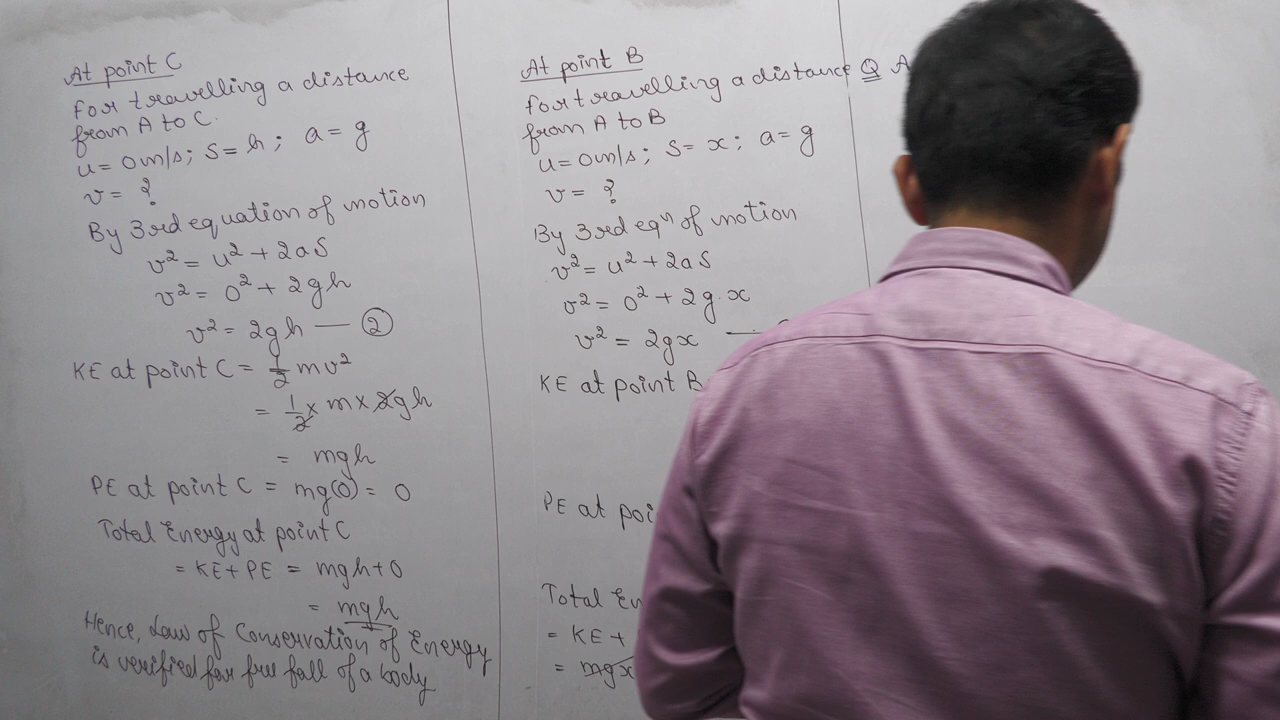 At point C
For travelling a distance
from A to C.
u = 0 m/s; S = h; a = g
v = ?
By 3rd equation of motion
v² = u² + 2aS
v² = 0² + 2gh
v² = 2gh — ②
KE at point C = 1/2 mv²
= 1/2 × m × 2gh
= mgh
PE at point C = mg(0) = 0
Total Energy at point C
= KE + PE = mgh + 0
= mgh
Hence, Law of Conservation of Energy
is verified for free fall of a body
At point B
For travelling a distance
from A to B
u = 0 m/s; S = x; a = g
v = ?
By 3rd eqⁿ of motion
v² = u² + 2aS
v² = 0² + 2g.x
v² = 2gx —
KE at point B
PE at
Total
= KE +
= mgx
Q A